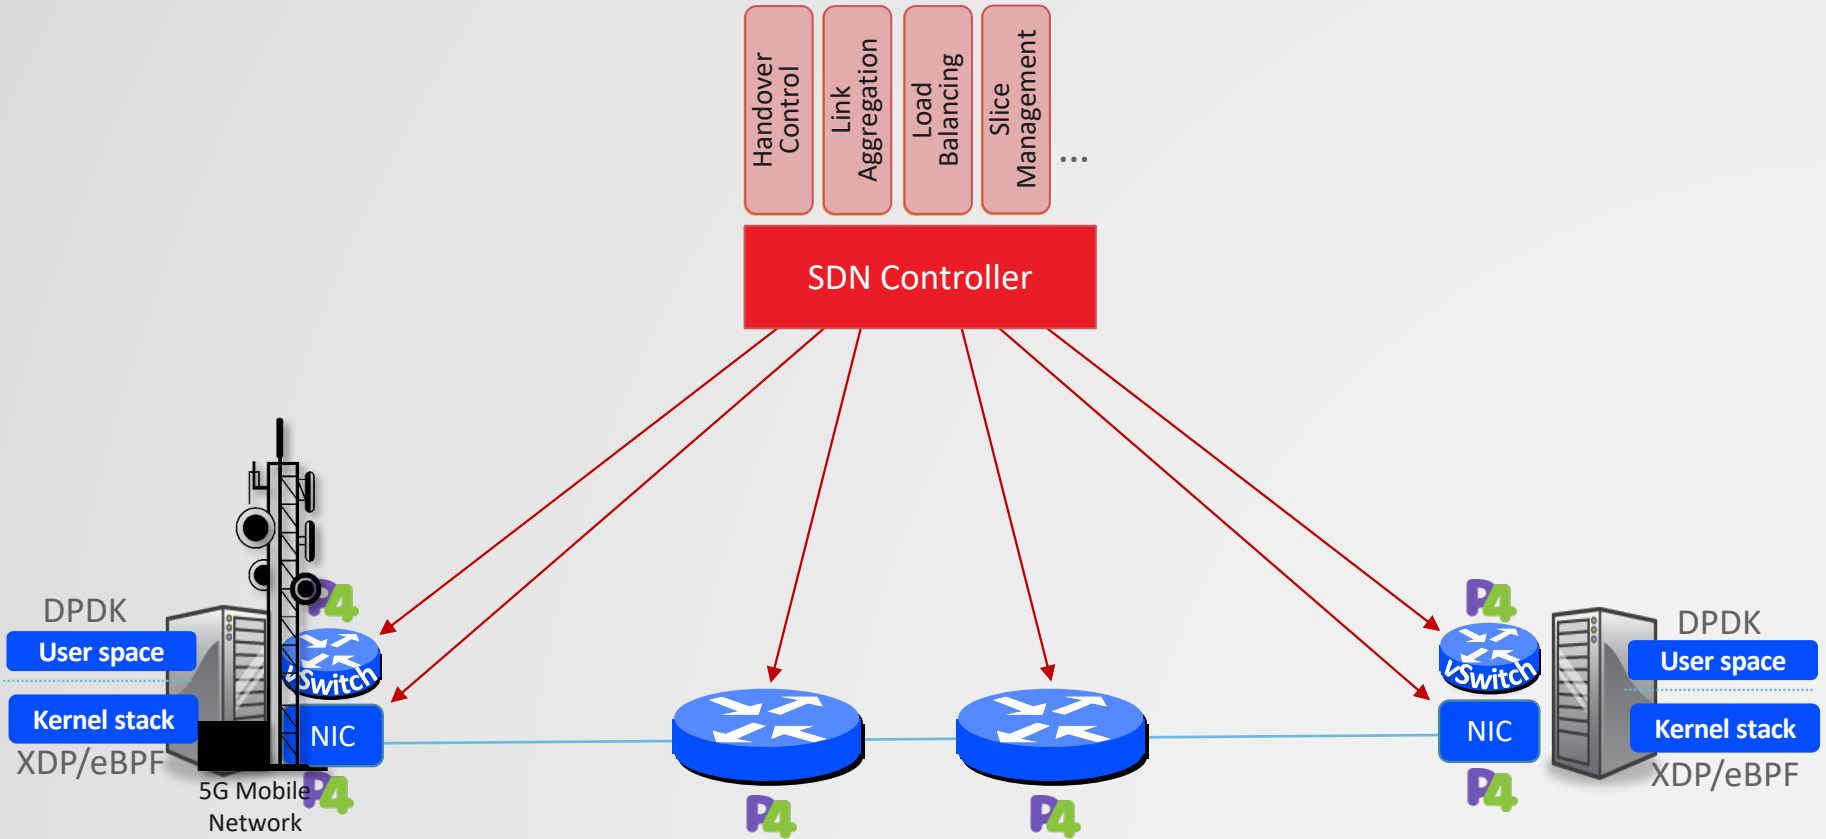 Handover
Control
Link
Aggregation
Load
Balancing
Slice
Management
...
SDN Controller
DPDK
User space
Kernel stack
XDP/eBPF
P4
vSwitch
NIC
P4
5G Mobile
Network
P4
P4
P4
vSwitch
NIC
P4
DPDK
User space
Kernel stack
XDP/eBPF